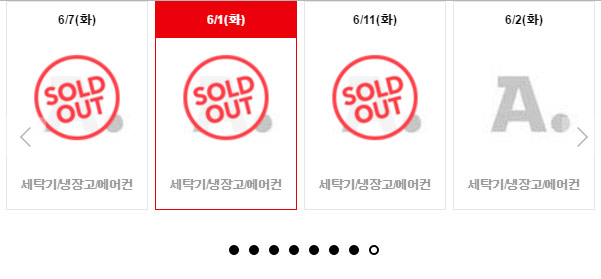 6/7(화)
6/1(화)
6/11(화)
6/2(화)
SOLD
OUT
SOLD
OUT
SOLD
OUT
A.
세탁기/냉장고/에어컨
세탁기/냉장고/에어컨
세탁기/냉장고/에어컨
세탁기/냉장고/에어컨